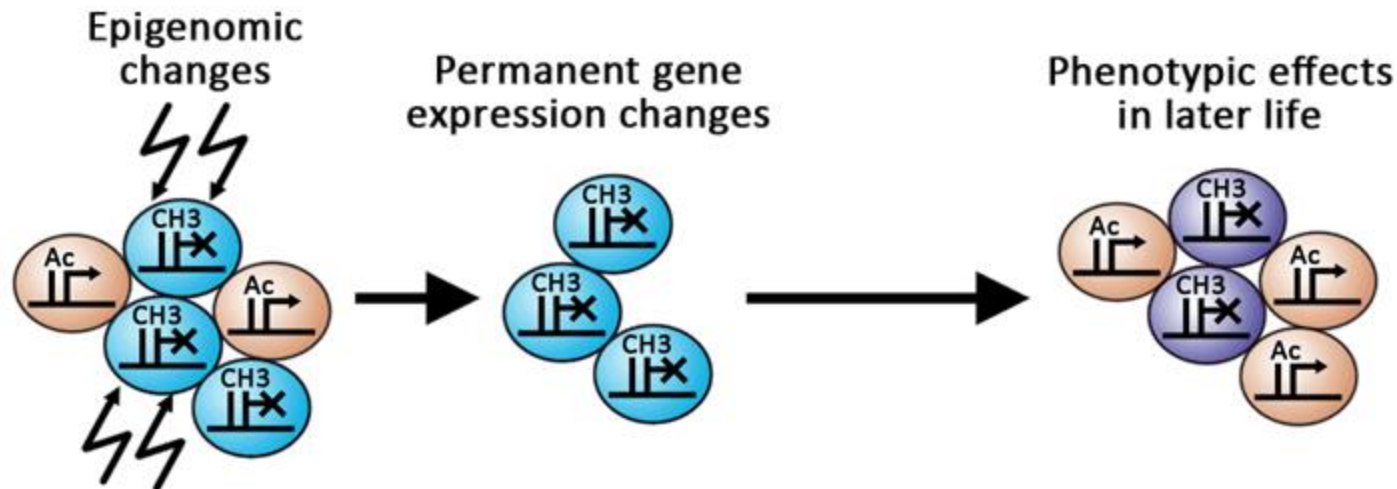 Epigenomic
changes
Permanent gene
expression changes
Phenotypic effects
in later life
Ac
CH3
CH3
Ac
CH3
CH3
CH3
CH3
Ac
CH3
CH3
Ac
Ac